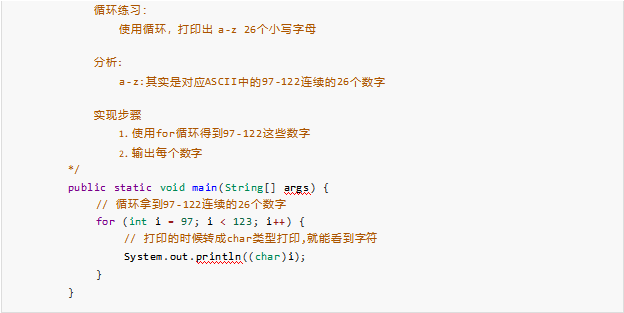 循环练习:
使用循环，打印出 a-z 26个小写字母
分析:
a-z:其实是对应ASCII中的97-122连续的26个数字
实现步骤
1. 使用for循环得到97-122这些数字
2. 输出每个数字
*/
public static void main(String[] args) {
// 循环拿到97-122连续的26个数字
for (int i = 97; i < 123; i++) {
// 打印的时候转成char类型打印,就能看到字符
System.out.println((char)i);
}
}